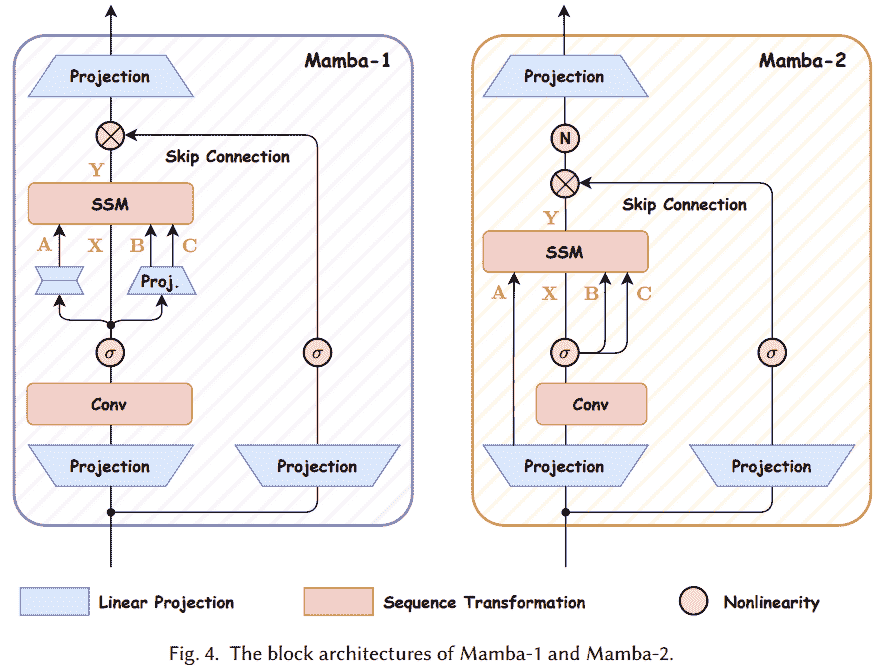 Mamba-1
Projection
Skip Connection
Y
SSM
A X B C
Proj.
σ
σ
Conv
Projection
Projection
Mamba-2
Projection
N
Skip Connection
Y
SSM
A X B C
σ
σ
Conv
Projection
Projection
Linear Projection
Sequence Transformation
Nonlinearity
Fig. 4. The block architectures of Mamba-1 and Mamba-2.